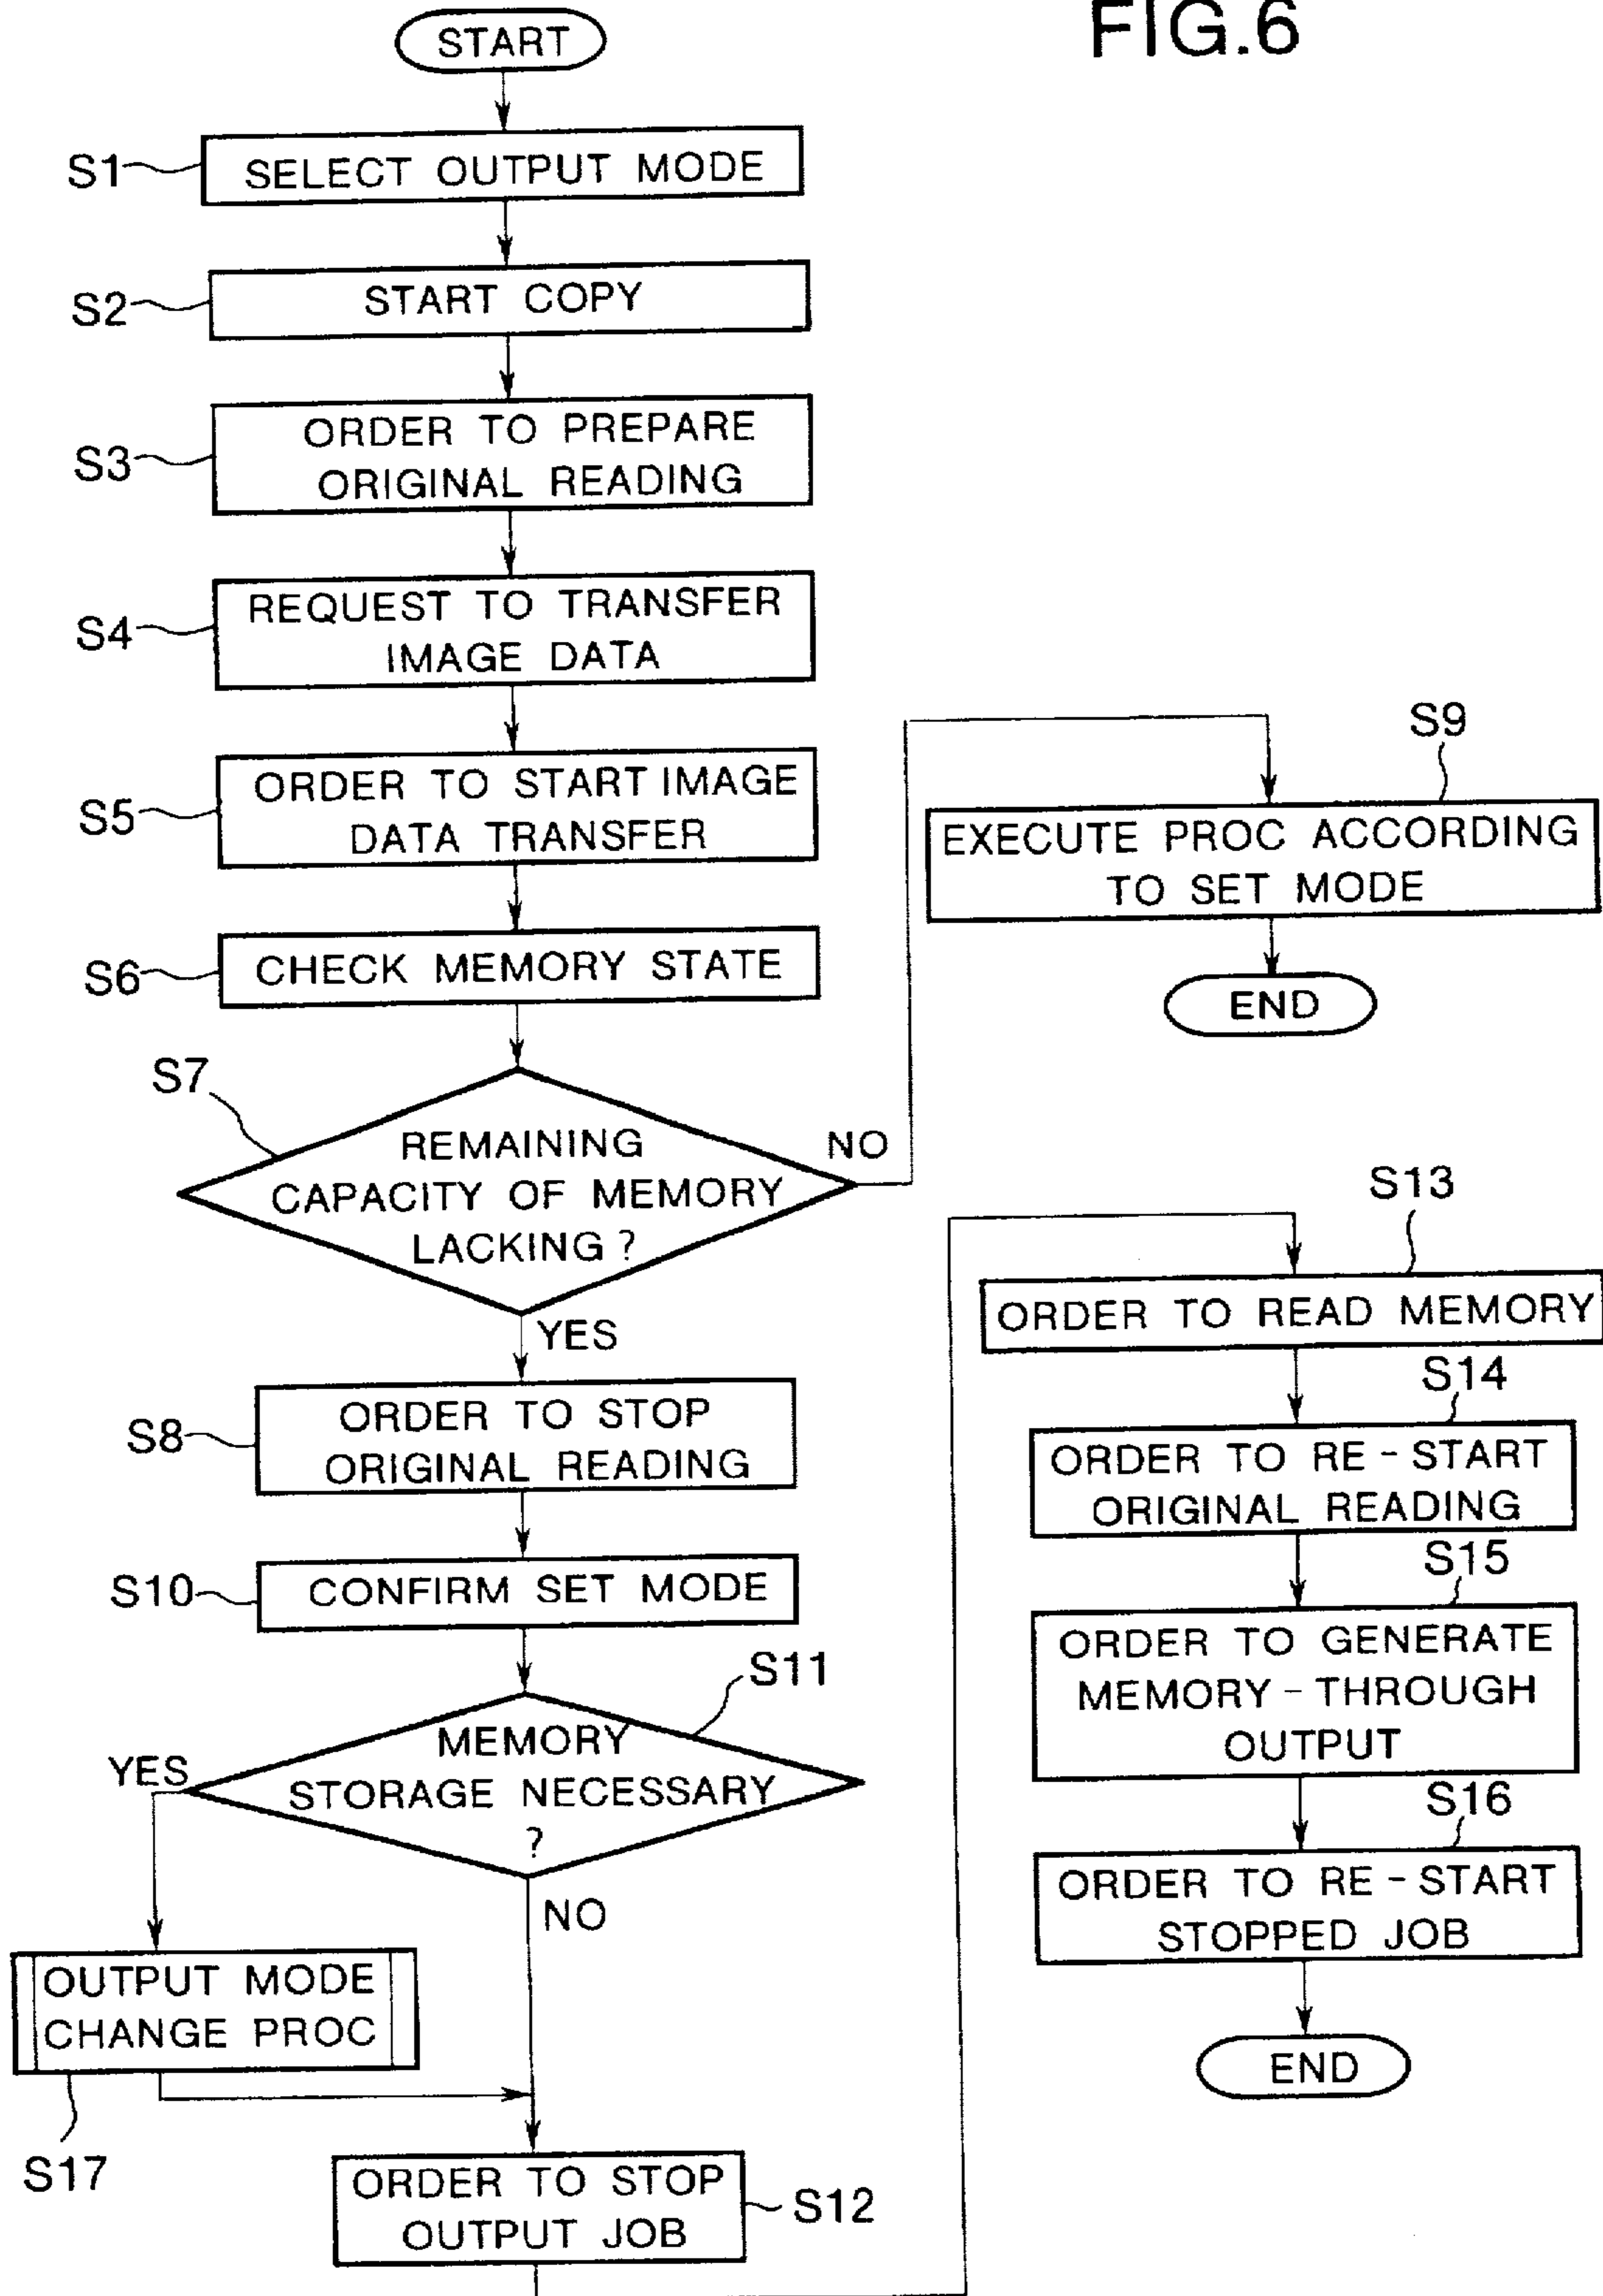 FIG.6
START
S1
SELECT OUTPUT MODE
S2
START COPY
S3
ORDER TO PREPARE
ORIGINAL READING
S4
REQUEST TO TRANSFER
IMAGE DATA
S5
ORDER TO START IMAGE
DATA TRANSFER
S6
CHECK MEMORY STATE
S7
REMAINING
CAPACITY OF MEMORY
LACKING ?
NO
YES
S9
EXECUTE PROC ACCORDING
TO SET MODE
END
S8
ORDER TO STOP
ORIGINAL READING
S10
CONFIRM SET MODE
S11
MEMORY
STORAGE NECESSARY
?
YES
NO
OUTPUT MODE
CHANGE PROC
S17
ORDER TO STOP
OUTPUT JOB
S12
S13
ORDER TO READ MEMORY
S14
ORDER TO RE-START
ORIGINAL READING
S15
ORDER TO GENERATE
MEMORY-THROUGH
OUTPUT
S16
ORDER TO RE-START
STOPPED JOB
END